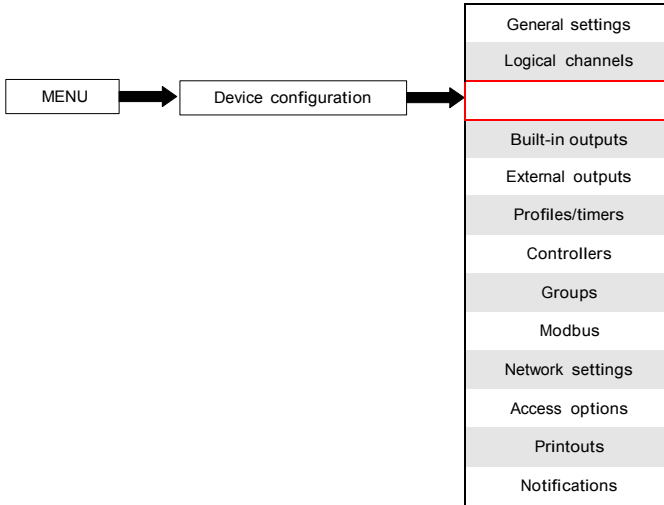 General settings
Logical channels
MENU
Device configuration
Built-in outputs
External outputs
Profiles/timers
Controllers
Groups
Modbus
Network settings
Access options
Printouts
Notifications